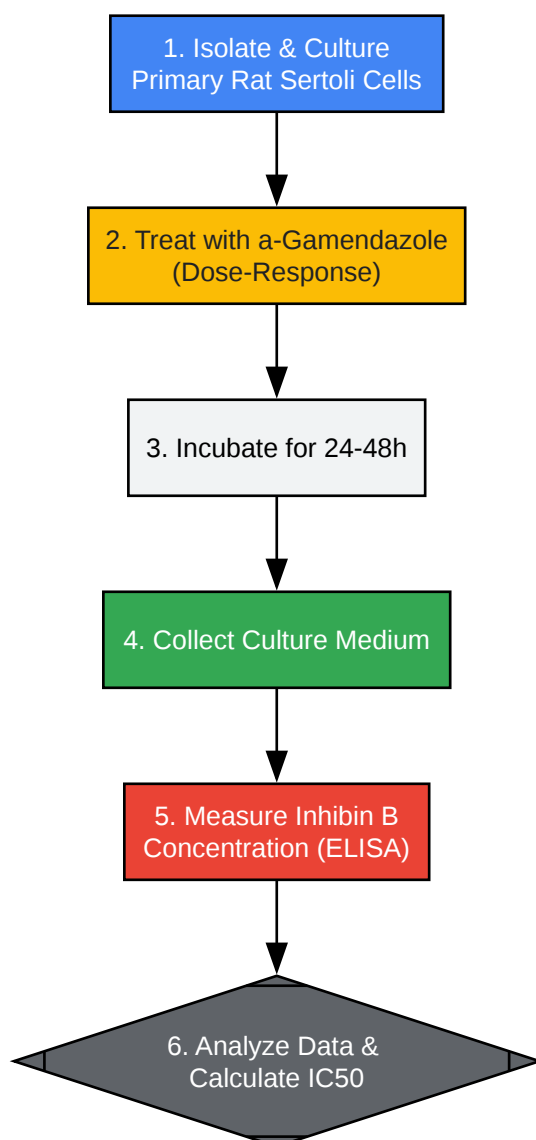 1. Isolate & Culture
Primary Rat Sertoli Cells
2. Treat with a-Gamendazole
(Dose-Response)
3. Incubate for 24-48h
4. Collect Culture Medium
5. Measure Inhibin B
Concentration (ELISA)
6. Analyze Data &
Calculate IC50